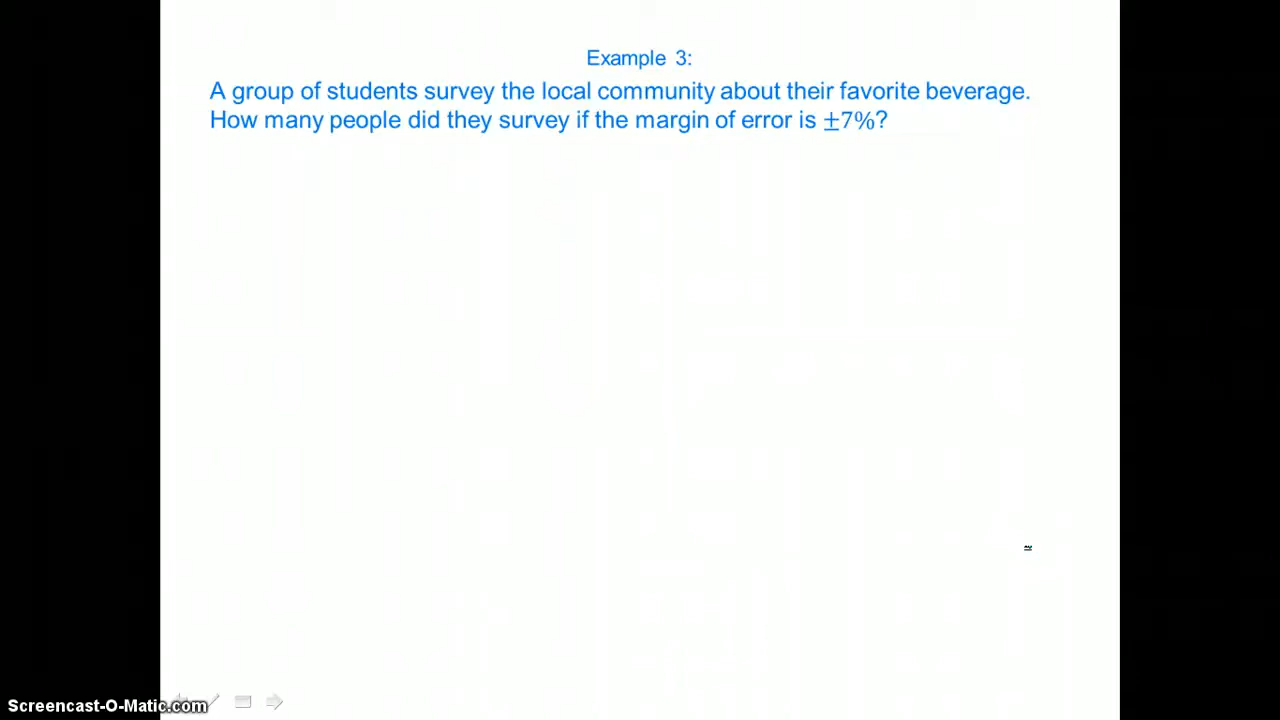 Example 3:
A group of students survey the local community about their favorite beverage.
How many people did they survey if the margin of error is ±7%?
Screencast-O-Matic.com